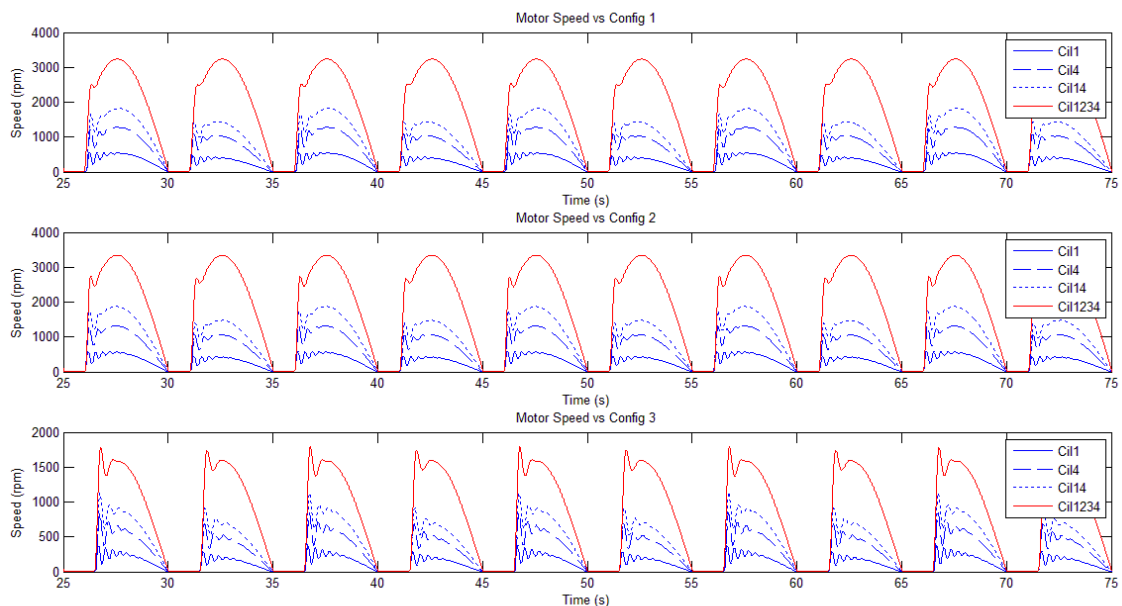 Motor Speed vs Config 1
4000
3000
2000
1000
0
Speed (rpm)
25 30 35 40 45 50 55 60 65 70 75
Time (s)
Cil1
Cil4
Cil14
Cil1234
Motor Speed vs Config 2
4000
3000
2000
1000
0
Speed (rpm)
25 30 35 40 45 50 55 60 65 70 75
Time (s)
Cil1
Cil4
Cil14
Cil1234
Motor Speed vs Config 3
2000
1500
1000
500
0
Speed (rpm)
25 30 35 40 45 50 55 60 65 70 75
Time (s)
Cil1
Cil4
Cil14
Cil1234